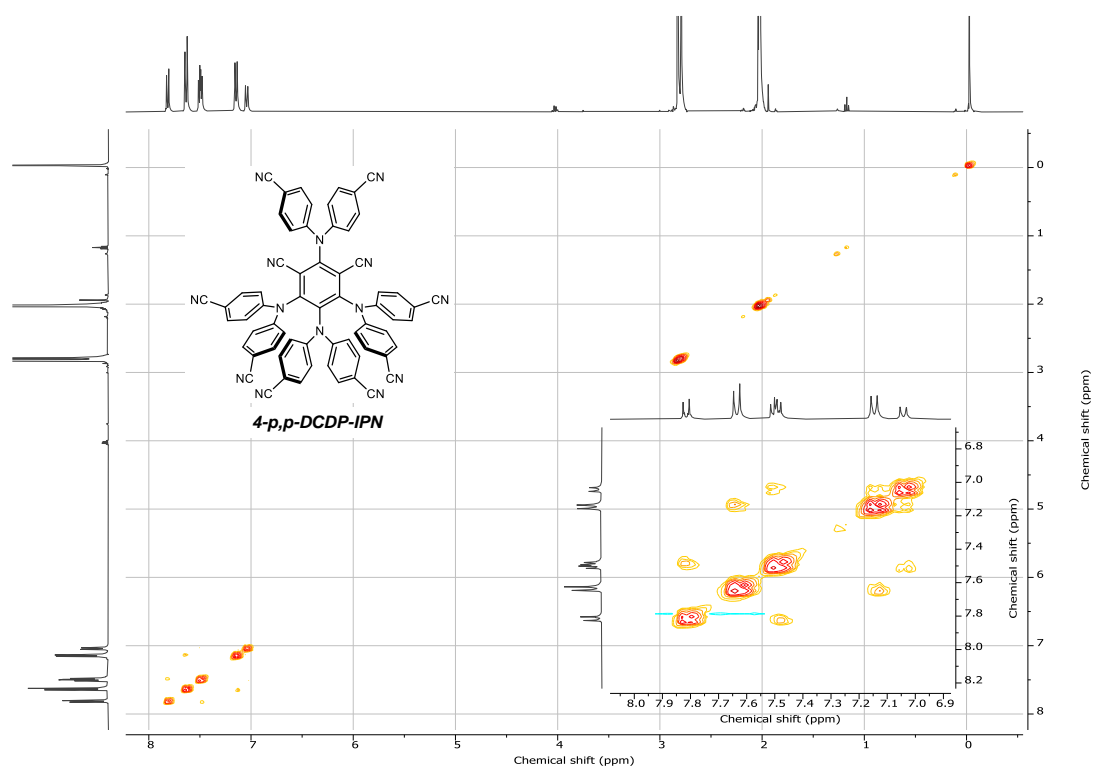 0
1
2
3
4
5
6
7
8
Chemical shift (ppm)
NC CN
N
CN CN
NC N N CN
N
NC CN
NC CN
4-p,p-DCDP-IPN
6.8
7.0
7.2
7.4
7.6
7.8
8.0
8.2
Chemical shift (ppm)
8.0 7.9 7.8 7.7 7.6 7.5 7.4 7.3 7.2 7.1 7.0 6.9
Chemical shift (ppm)
8 7 6 5 4 3 2 1 0
Chemical shift (ppm)